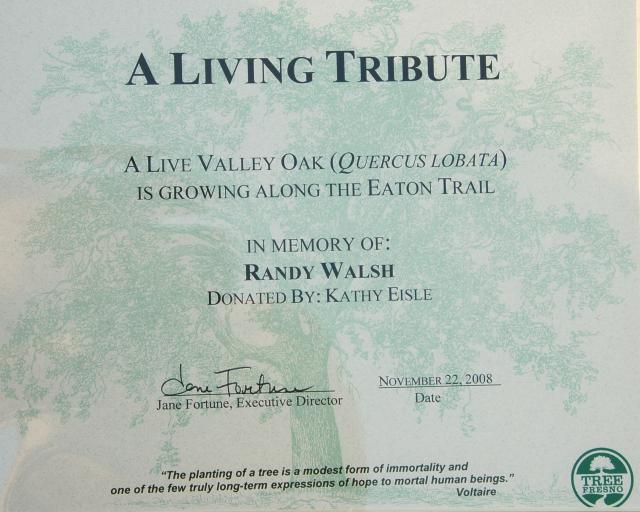 A LIVING TRIBUTE
A LIVE VALLEY OAK (QUERCUS LOBATA)
IS GROWING ALONG THE EATON TRAIL
IN MEMORY OF:
RANDY WALSH
DONATED BY: KATHY EISLE
Jane Fortune
Jane Fortune, Executive Director
NOVEMBER 22, 2008
Date
"The planting of a tree is a modest form of immortality and
one of the few truly long-term expressions of hope to mortal human beings."
Voltaire
TREE
FRESNO